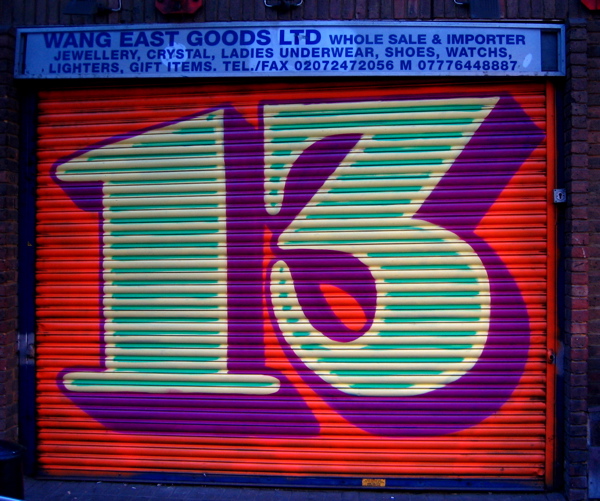 WANG EAST GOODS LTD WHOLE SALE & IMPORTER
JEWELLERY, CRYSTAL, LADIES UNDERWEAR, SHOES, WATCHS,
LIGHTERS, GIFT ITEMS. TEL./FAX 02072472056 M 07776448887
13